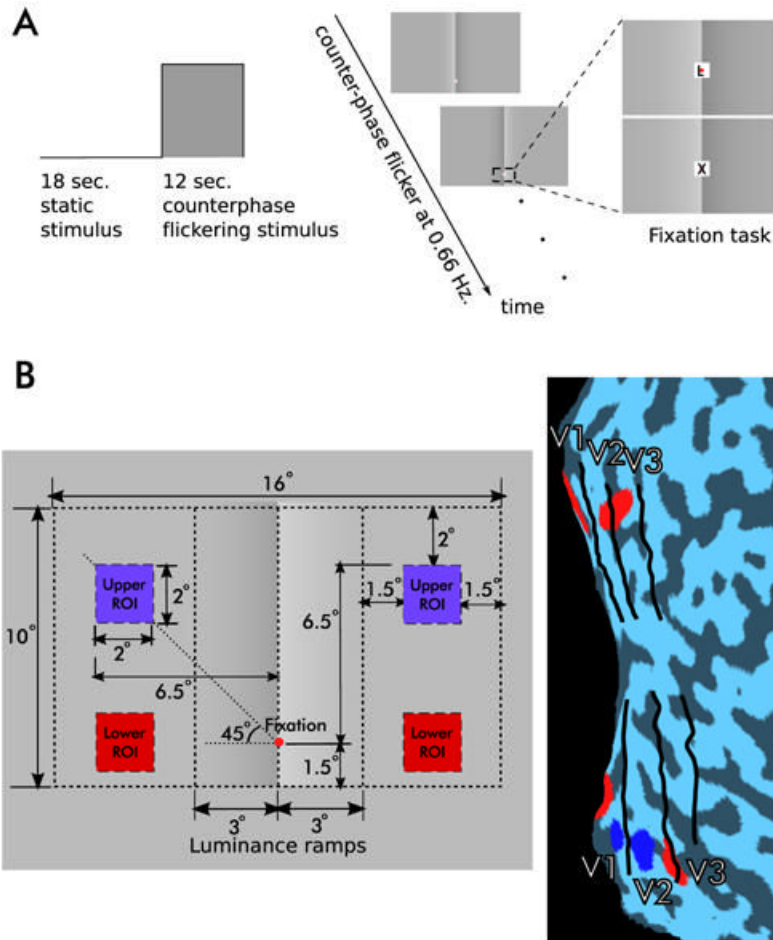 A
18 sec.
static
stimulus
12 sec.
counterphase
flickering stimulus
counter-phase flicker at 0.66 Hz.
time
E
X
Fixation task
B
16°
10°
Upper
ROI
2°
2°
6.5°
45°
Fixation
Lower
ROI
3°
3°
Luminance ramps
2°
6.5°
1.5°
1.5°
1.5°
Upper
ROI
Lower
ROI
V1
V2
V3
V1
V2
V3